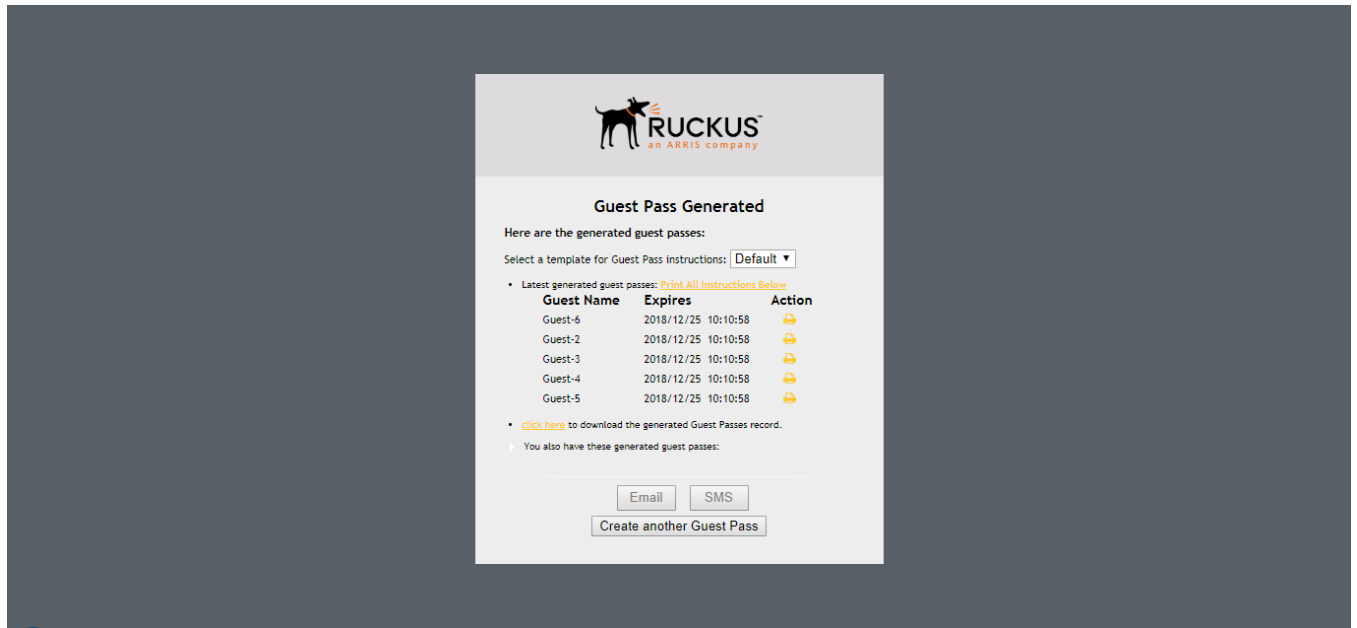 RUCKUS™
an ARRIS company
Guest Pass Generated
Here are the generated guest passes:
Select a template for Guest Pass instructions: Default
• Latest generated guest passes: Print All Instructions Below
Guest Name Expires Action
Guest-6 2018/12/25 10:10:58
Guest-2 2018/12/25 10:10:58
Guest-3 2018/12/25 10:10:58
Guest-4 2018/12/25 10:10:58
Guest-5 2018/12/25 10:10:58
• click here to download the generated Guest Passes record.
You also have these generated guest passes:
Email SMS
Create another Guest Pass